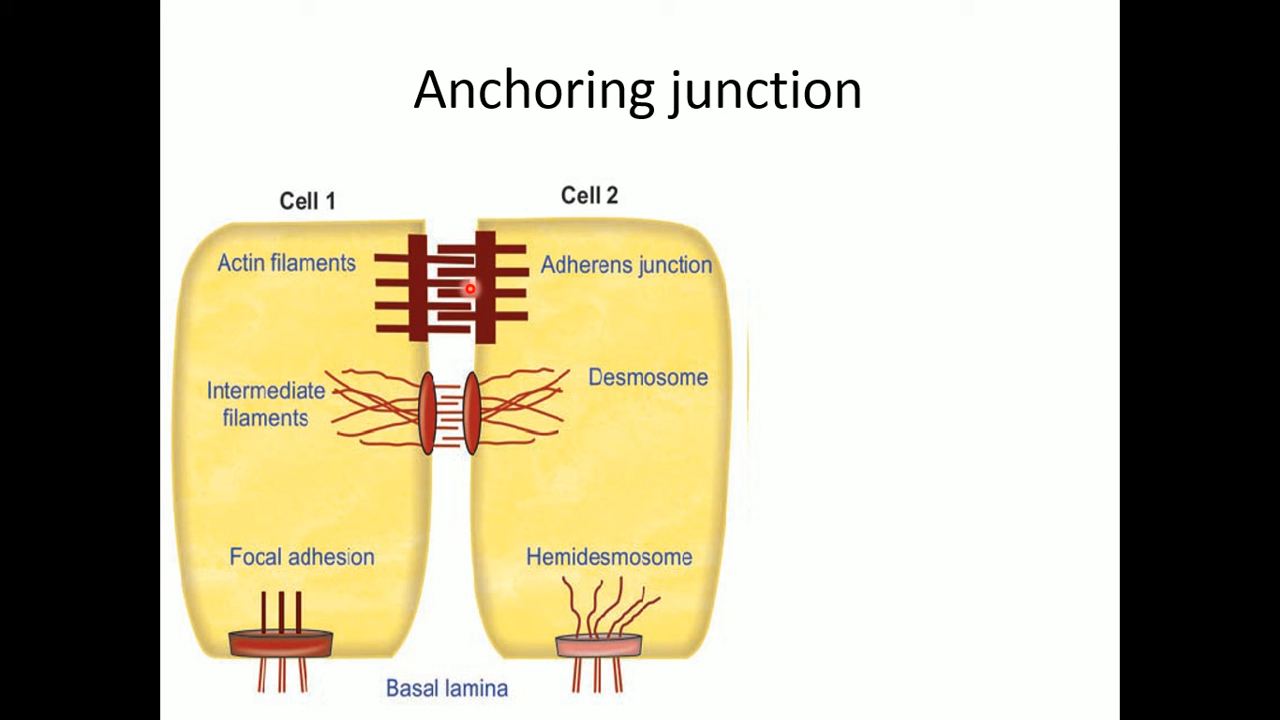 Anchoring junction
Cell 1
Cell 2
Actin filaments
Adherens junction
Intermediate
filaments
Desmosome
Focal adhesion
Hemidesmosome
Basal lamina